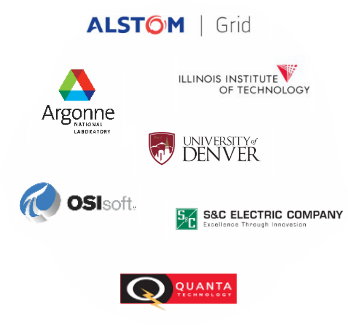 ALSTOM | Grid
ILLINOIS INSTITUTE
OF TECHNOLOGY
Argonne
NATIONAL
LABORATORY
UNIVERSITY of
DENVER
OSIsoft.
S&C
S&C ELECTRIC COMPANY
Excellence Through Innovation
Q
QUANTA
TECHNOLOGY